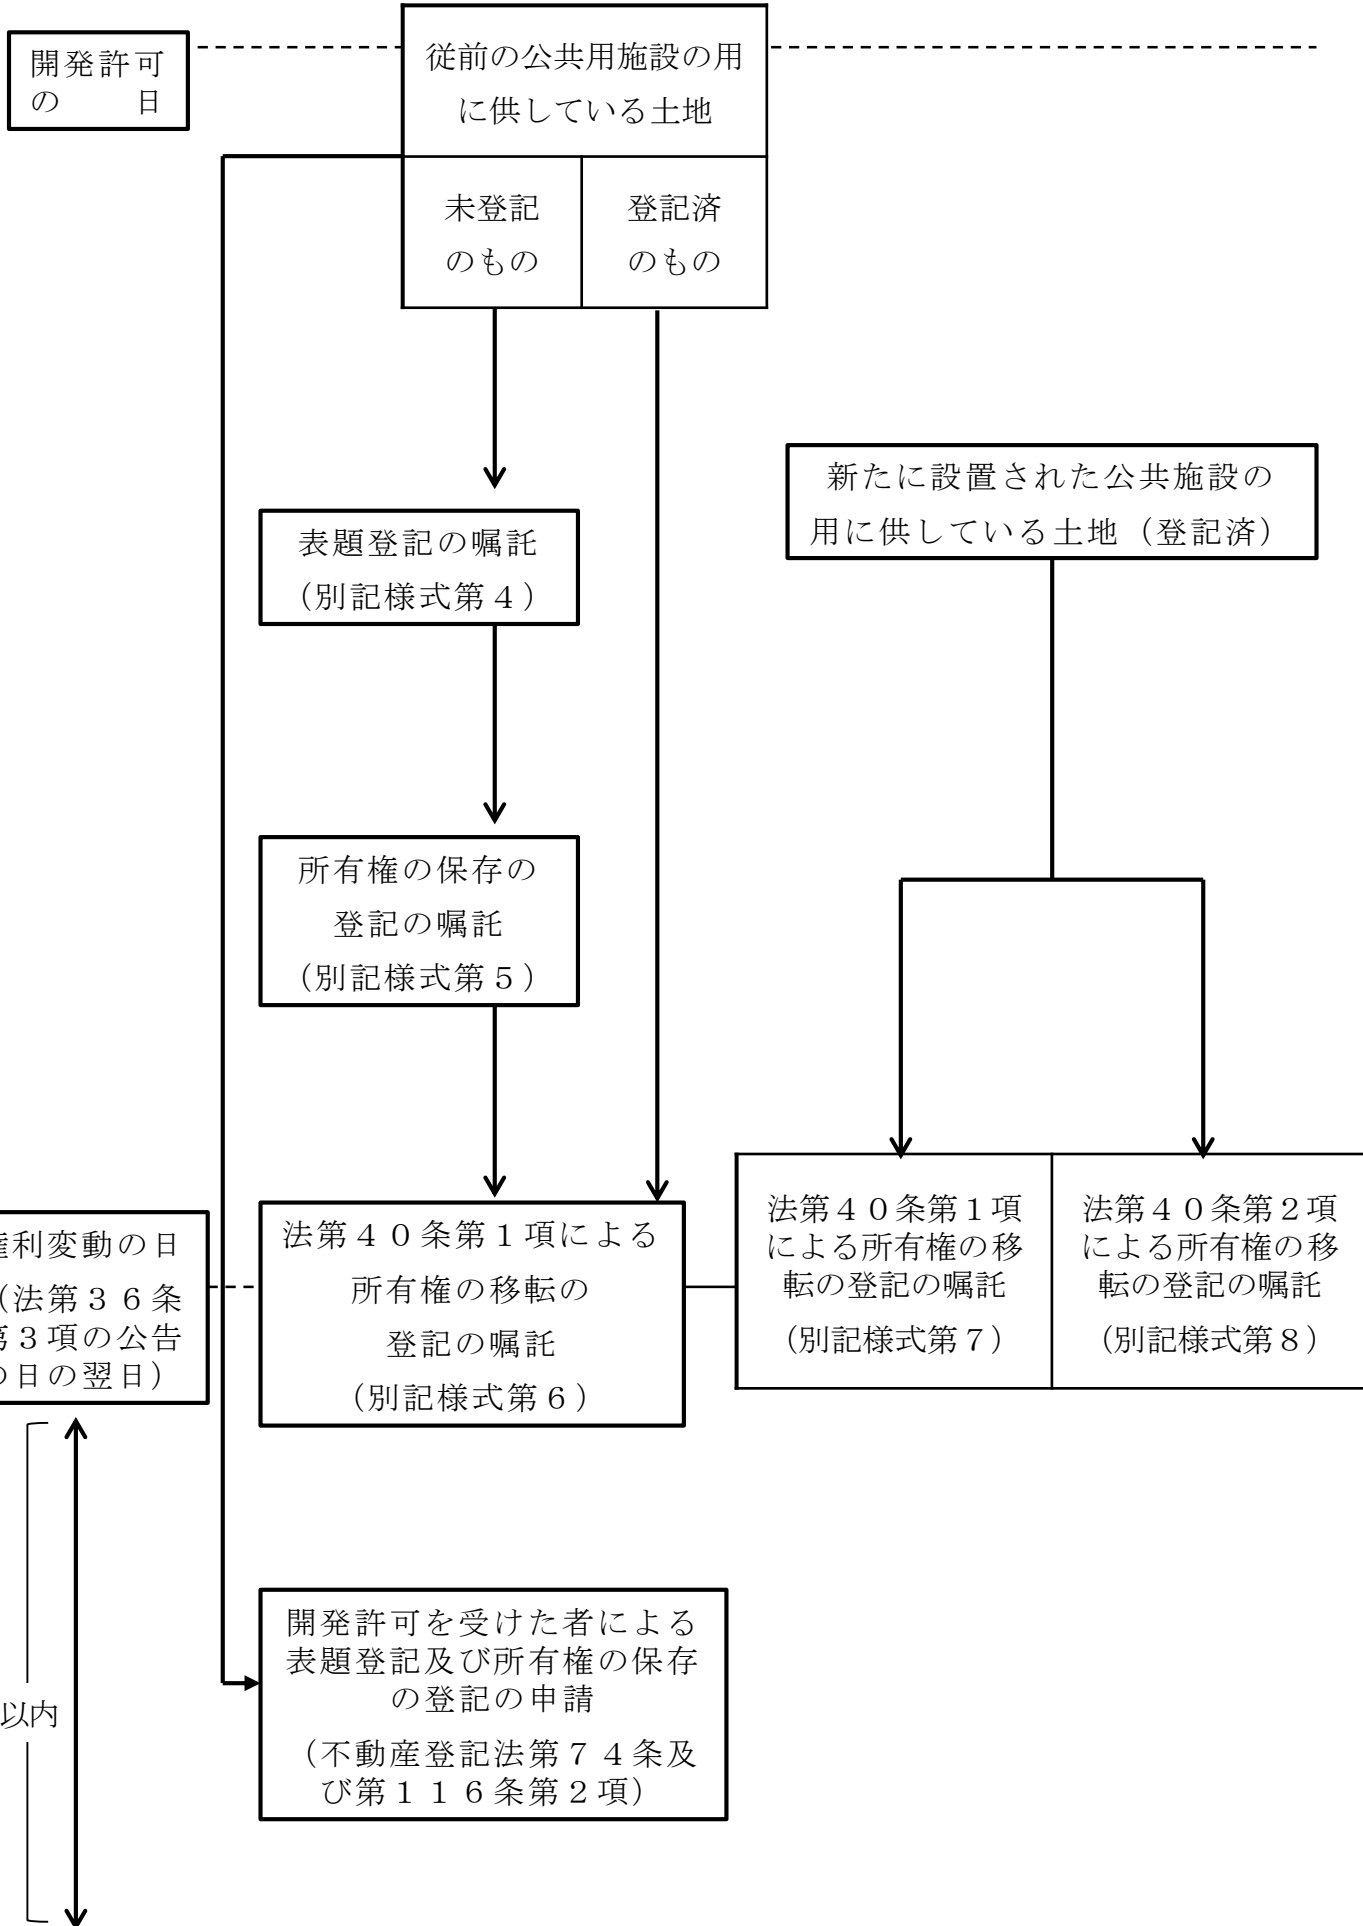 開発許可
の　　日
従前の公共用施設の用
に供している土地
未登記
のもの
登記済
のもの
新たに設置された公共施設の
用に供している土地（登記済）
表題登記の嘱託
（別記様式第４）
所有権の保存の
登記の嘱託
（別記様式第５）
権利変動の日
（法第３６条
第３項の公告
の日の翌日）
法第４０条第１項による
所有権の移転の
登記の嘱託
（別記様式第６）
法第４０条第１項
による所有権の移
転の登記の嘱託
（別記様式第７）
法第４０条第２項
による所有権の移
転の登記の嘱託
（別記様式第８）
以内
開発許可を受けた者による
表題登記及び所有権の保存
の登記の申請
（不動産登記法第７４条及
び第１１６条第２項）